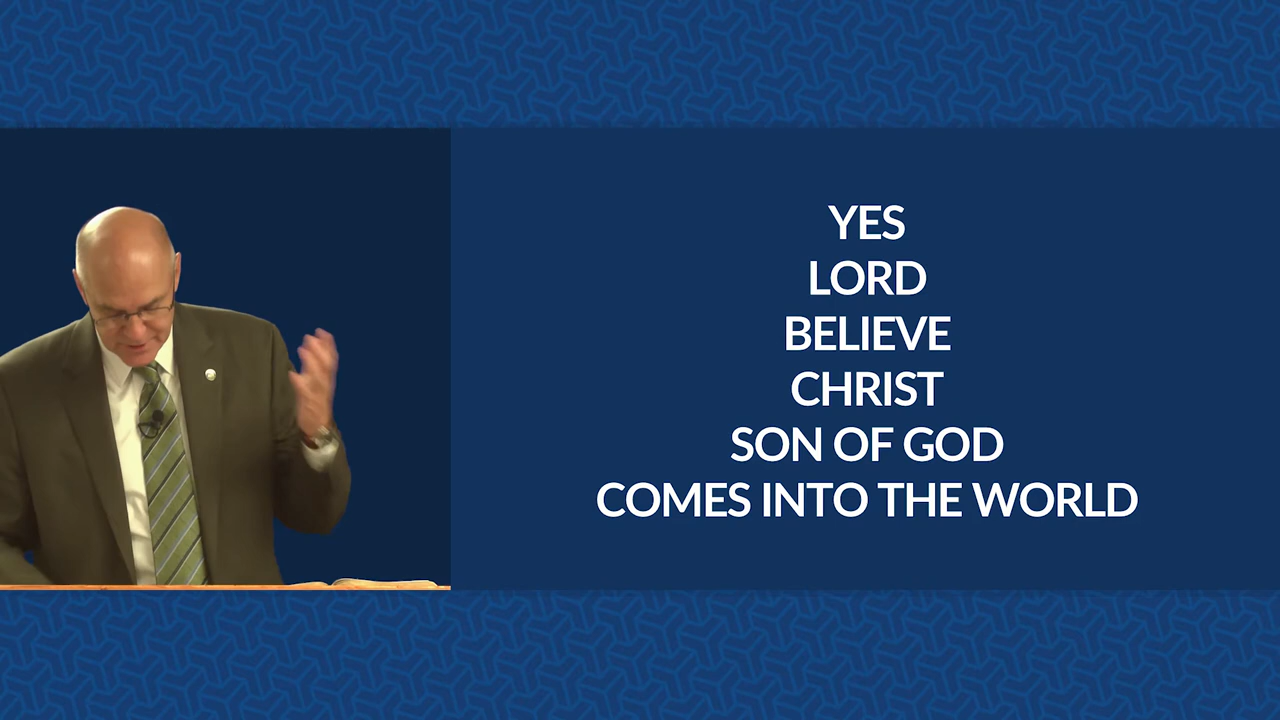 YES
LORD
BELIEVE
CHRIST
SON OF GOD
COMES INTO THE WORLD